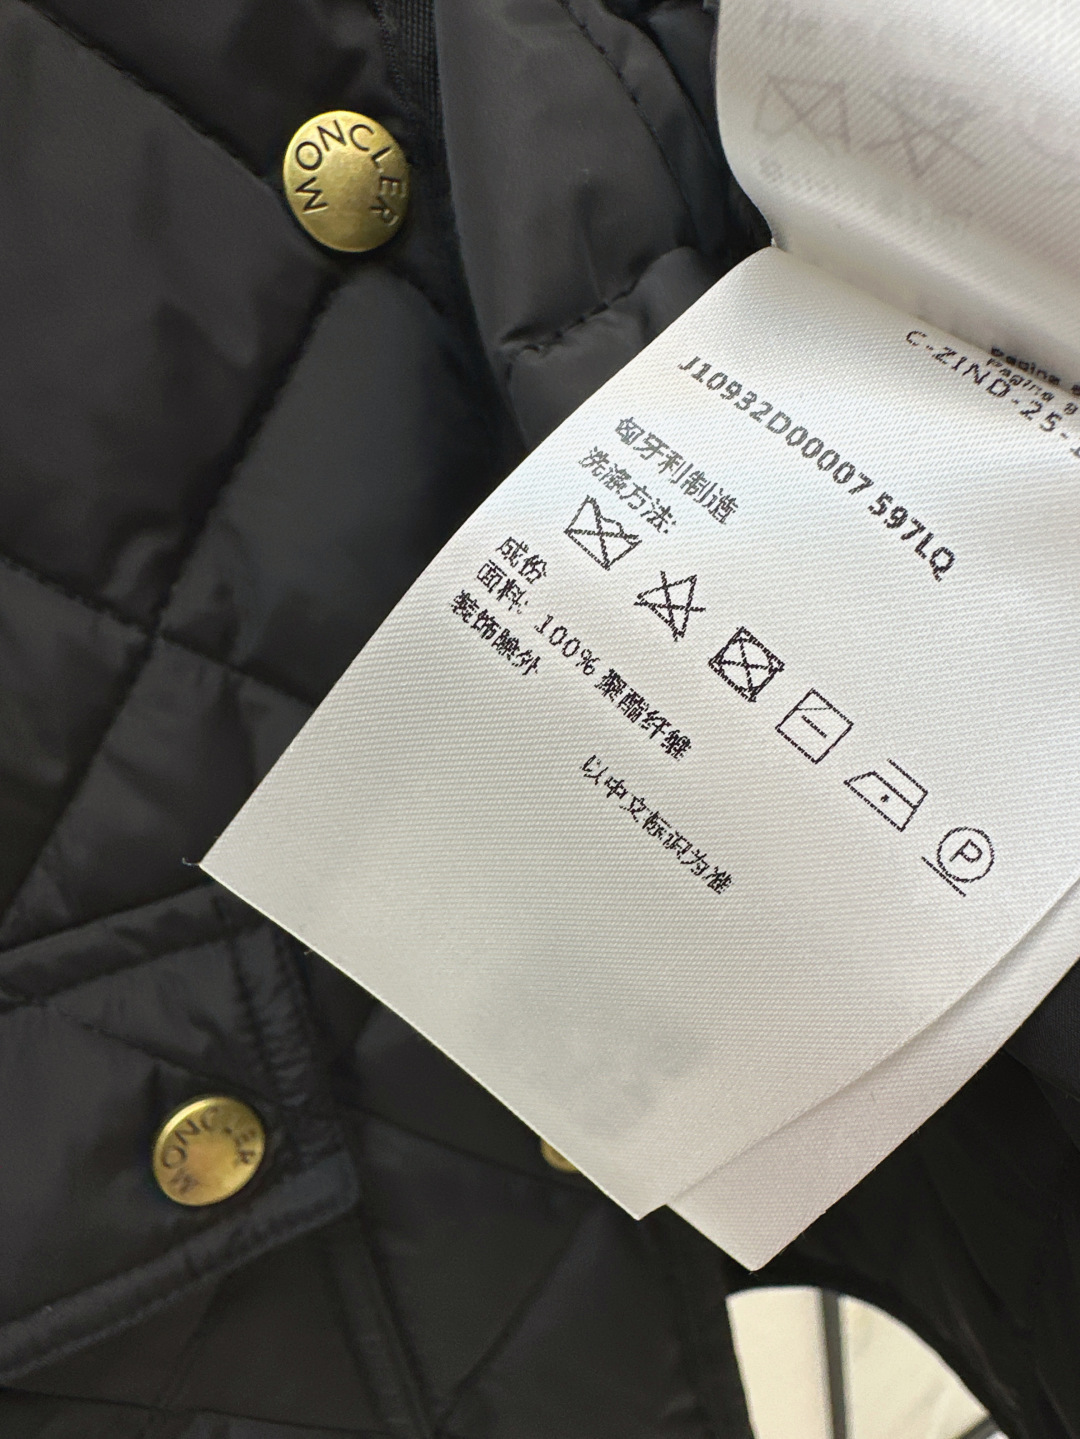 MONCLER
C-ZIND-25-
J10932D00007 597LQ
匈牙利制造
洗涤方法:
P
成份
面料: 100% 聚酯纤维
装饰除外
以中文标识为准
MONCLER